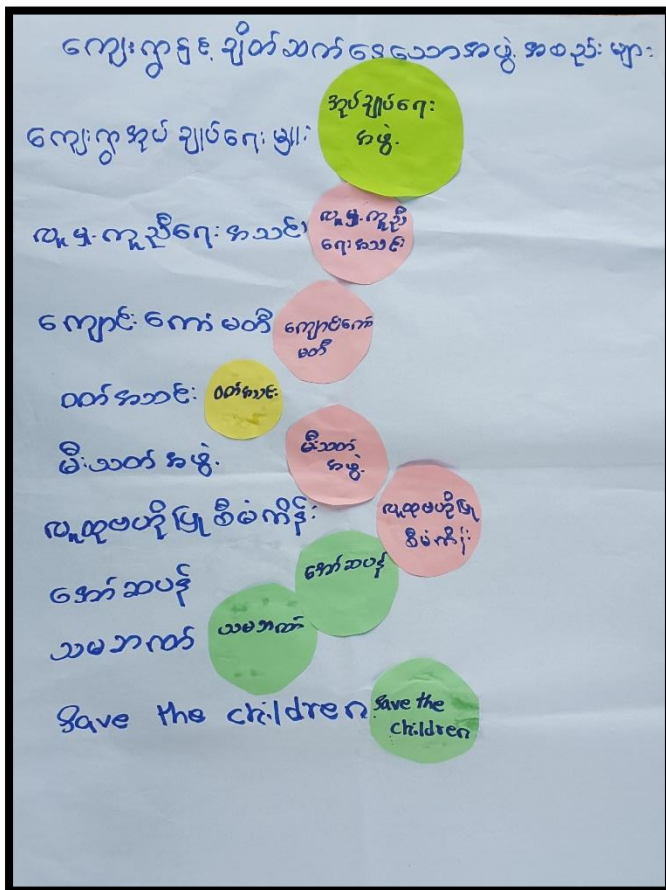 ကျေးရွာနှင့် ချိတ်ဆက်နေသောအဖွဲ့အစည်းများ
ကျေးရွာအုပ်ချုပ်ရေးမှူး
အုပ်ချုပ်ရေး
အဖွဲ့
လူမှုကူညီရေးအသင်း
လူမှုကူညီ
ရေးအသင်း
ကျောင်းကော်မတီ
ကျောင်းကော်
မတီ
ဝတ်အသင်း
ဝတ်အသင်း
မီးသတ်အဖွဲ့
မီးသတ်
အဖွဲ့
လူထုဗဟိုပြုစီမံကိန်း
လူထုဗဟိုပြု
စီမံကိန်း
အော်ဆပန်
အော်ဆပန်
သမဘဏ်
သမဘဏ်
Save the children
Save the
children